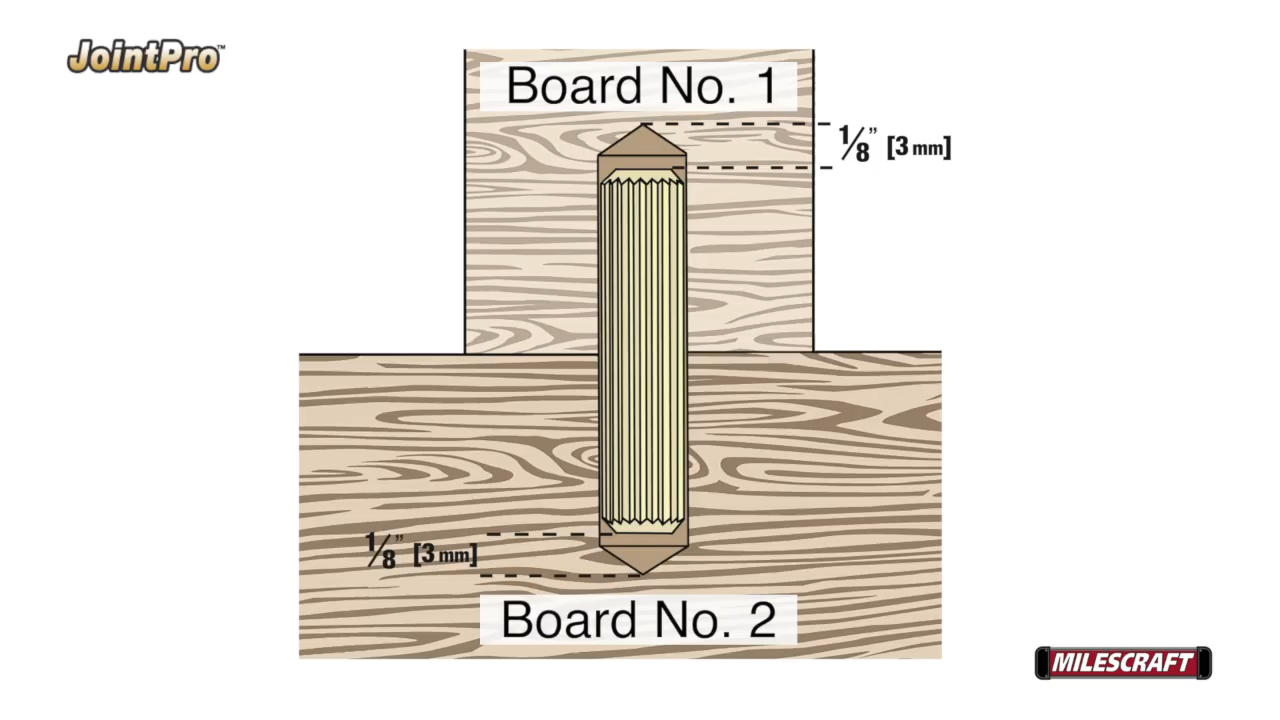 JointPro™
Board No. 1
1/8" [3 mm]
1/8" [3 mm]
Board No. 2
MILESCRAFT